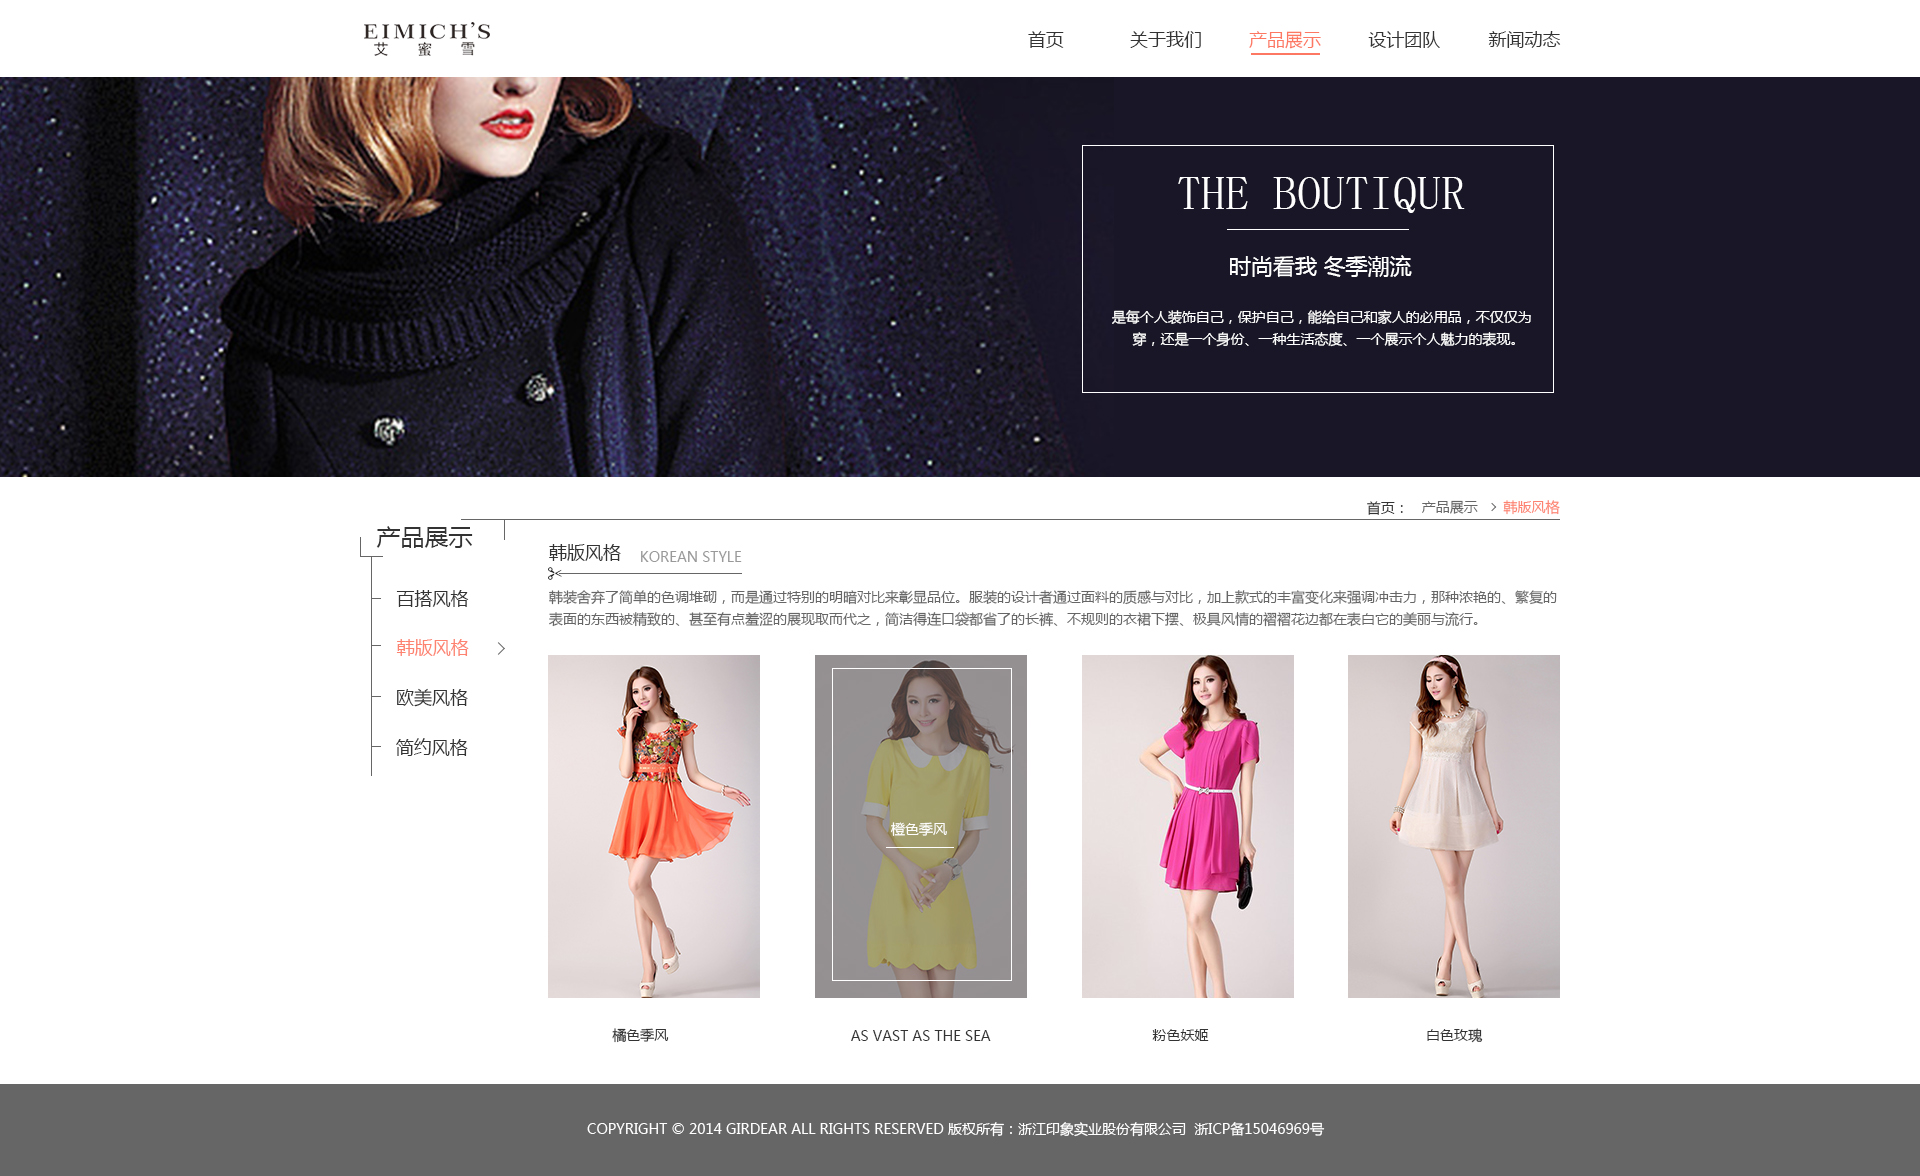 EIMICH'S
艾 蜜 雪
首页 关于我们 产品展示 设计团队 新闻动态
THE BOUTIQUR
时尚看我 冬季潮流
是每个人装饰自己，保护自己，能给自己和家人的必用品，不仅仅为
穿，还是一个身份、一种生活态度、一个展示个人魅力的表现。
首页： 产品展示 > 韩版风格
产品展示
百搭风格
韩版风格 >
欧美风格
简约风格
韩版风格 KOREAN STYLE
韩装舍弃了简单的色调堆砌，而是通过特别的明暗对比来彰显品位。服装的设计者通过面料的质感与对比，加上款式的丰富变化来强调冲击力，那种浓艳的、繁复的
表面的东西被精致的、甚至有点羞涩的展现取而代之，简洁得连口袋都省了的长裤、不规则的衣裙下摆、极具风情的褶褶花边都在表白它的美丽与流行。
橙色季风
橘色季风
AS VAST AS THE SEA
粉色妖姬
白色玫瑰
COPYRIGHT © 2014 GIRDEAR ALL RIGHTS RESERVED 版权所有：浙江印象实业股份有限公司 浙ICP备15046969号